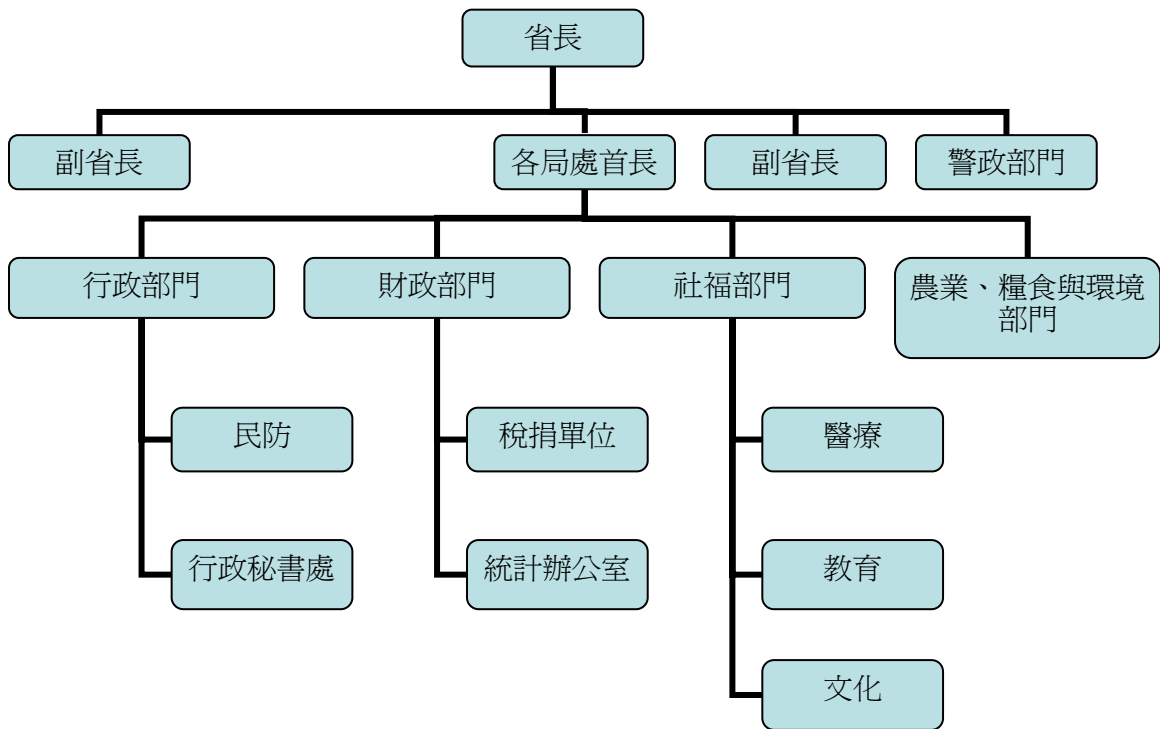 省長
副省長
各局處首長
副省長
警政部門
行政部門
財政部門
社福部門
農業、糧食與環境
部門
民防
稅捐單位
醫療
行政秘書處
統計辦公室
教育
文化